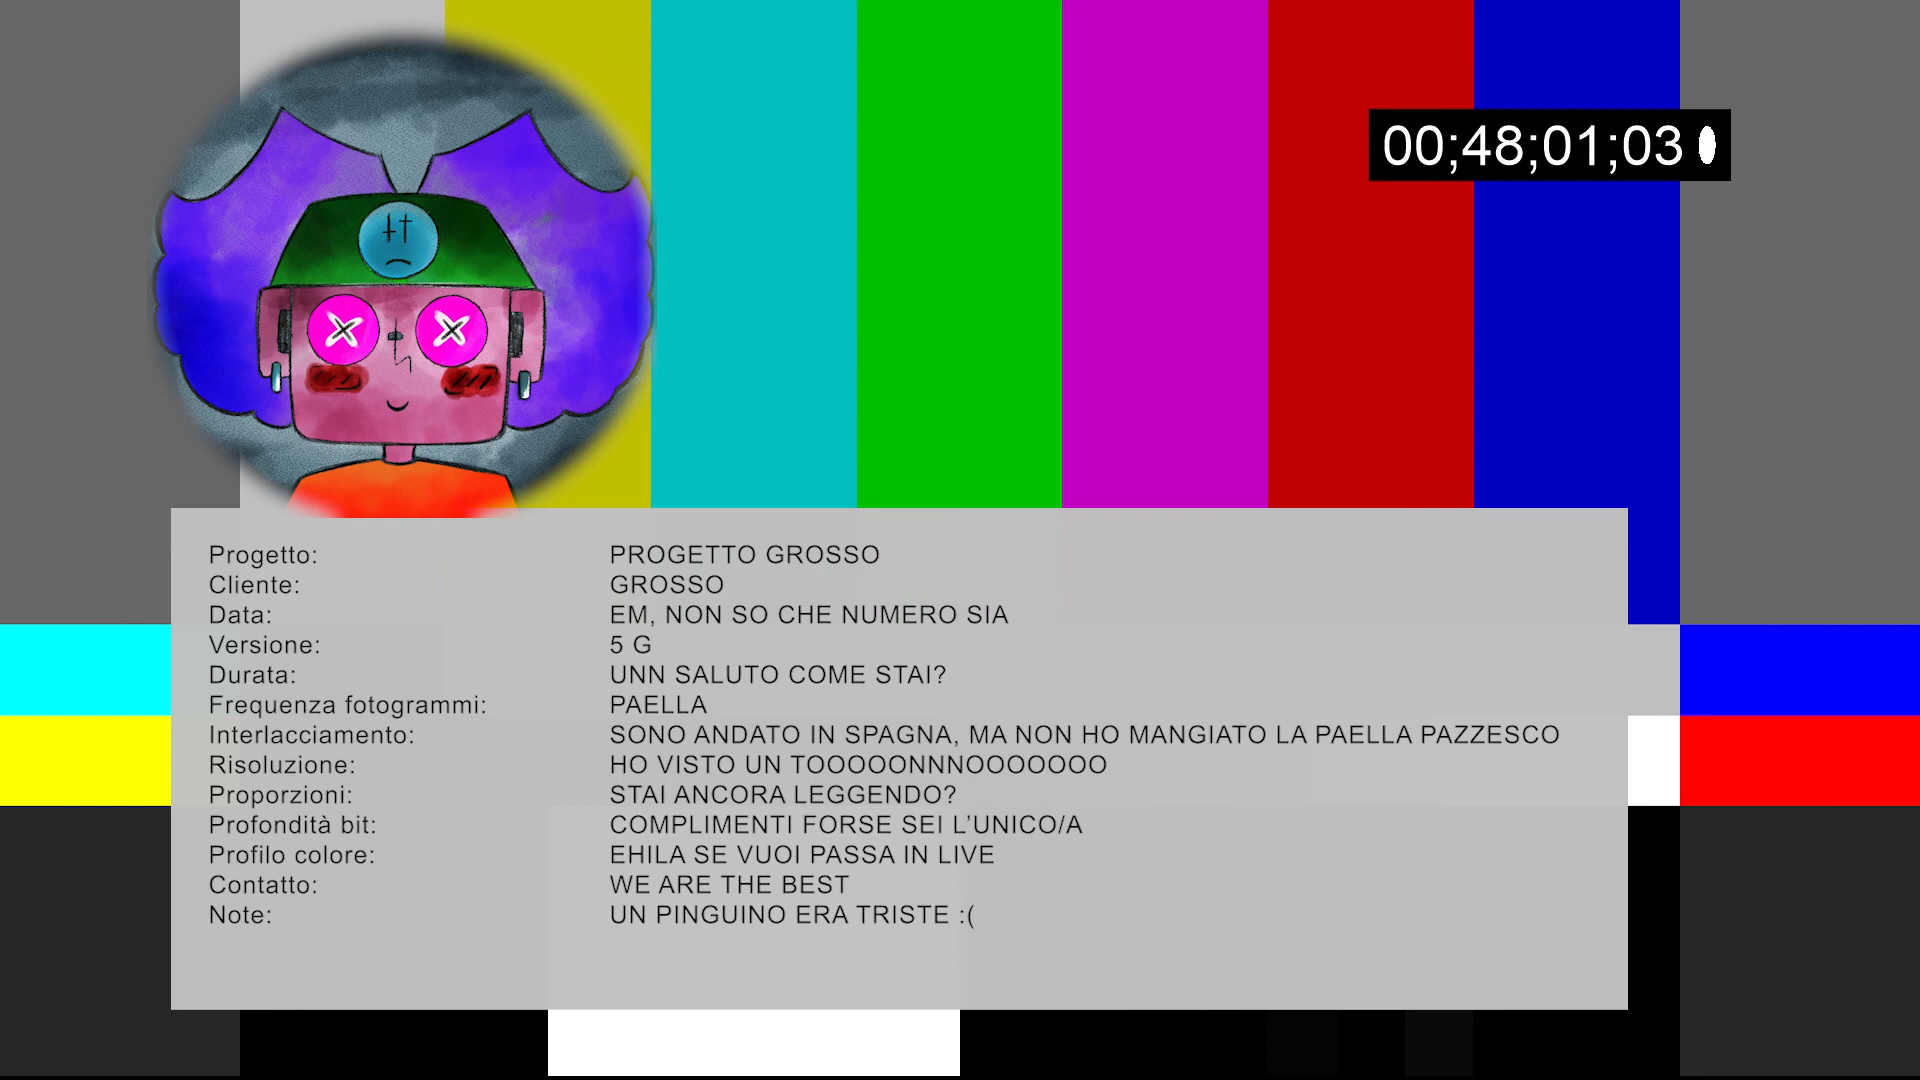 00;48;01;03
Progetto: PROGETTO GROSSO
Cliente: GROSSO
Data: EM, NON SO CHE NUMERO SIA
Versione: 5 G
Durata: UNN SALUTO COME STAI?
Frequenza fotogrammi: PAELLA
Interlacciamento: SONO ANDATO IN SPAGNA, MA NON HO MANGIATO LA PAELLA PAZZESCO
Risoluzione: HO VISTO UN TOOOOONNNOOOOOOO
Proporzioni: STAI ANCORA LEGGENDO?
Profondità bit: COMPLIMENTI FORSE SEI L’UNICO/A
Profilo colore: EHILA SE VUOI PASSA IN LIVE
Contatto: WE ARE THE BEST
Note: UN PINGUINO ERA TRISTE :(